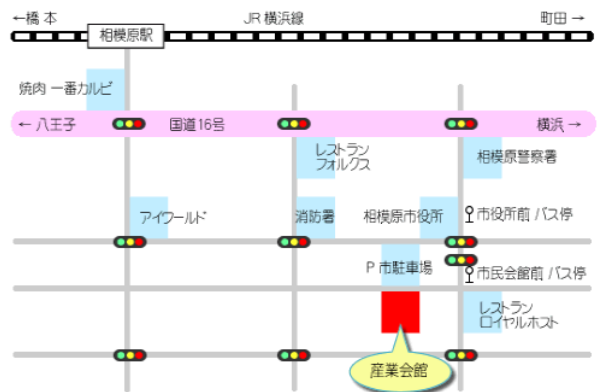 ←橋 本
JR 横浜線
町田 →
相模原駅
焼肉 一番カルビ
← 八王子
国道16号
横浜 →
レストラン
フォルクス
相模原警察署
アイワールド
消防署
相模原市役所
市役所前 バス停
P 市駐車場
市民会館前 バス停
レストラン
ロイヤルホスト
産業会館